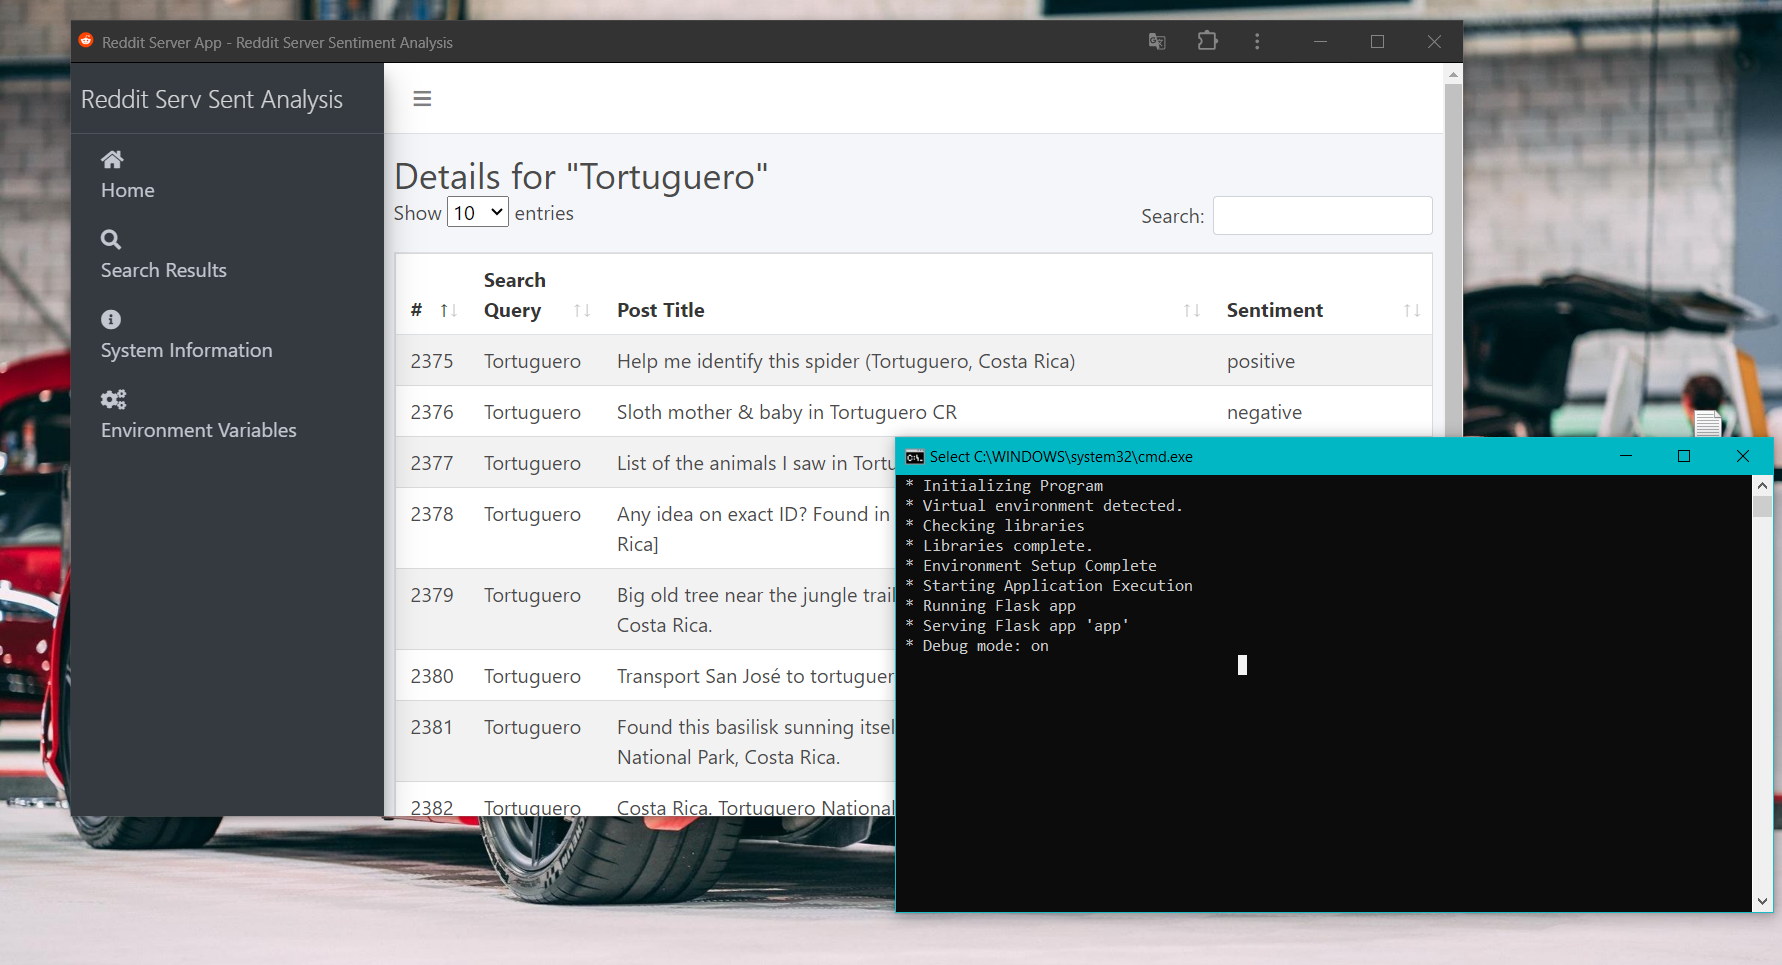 Reddit Server App - Reddit Server Sentiment Analysis
Reddit Serv Sent Analysis
Home
Search Results
System Information
Environment Variables
Details for "Tortuguero"
Show 10 entries
Search:
# Search Query Post Title Sentiment
2375 Tortuguero Help me identify this spider (Tortuguero, Costa Rica) positive
2376 Tortuguero Sloth mother & baby in Tortuguero CR negative
2377 Tortuguero List of the animals I saw in Tortu
2378 Tortuguero Any idea on exact ID? Found in
Rica]
2379 Tortuguero Big old tree near the jungle trail
Costa Rica.
2380 Tortuguero Transport San José to tortuguer
2381 Tortuguero Found this basilisk sunning itsel
National Park, Costa Rica.
2382 Tortuguero Costa Rica, Tortuguero National
Select C:\WINDOWS\system32\cmd.exe
* Initializing Program
* Virtual environment detected.
* Checking libraries
* Libraries complete.
* Environment Setup Complete
* Starting Application Execution
* Running Flask app
* Serving Flask app 'app'
* Debug mode: on